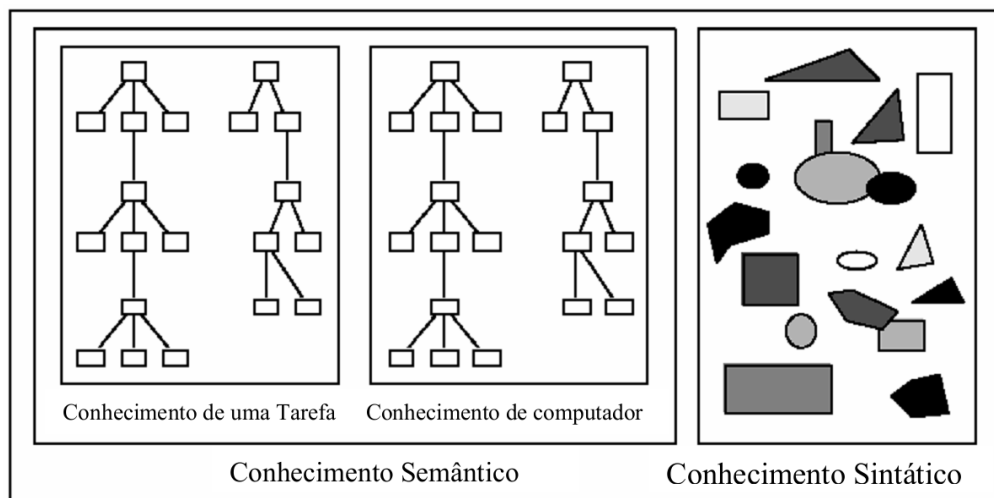 Conhecimento de uma Tarefa
Conhecimento de computador
Conhecimento Semântico
Conhecimento Sintático